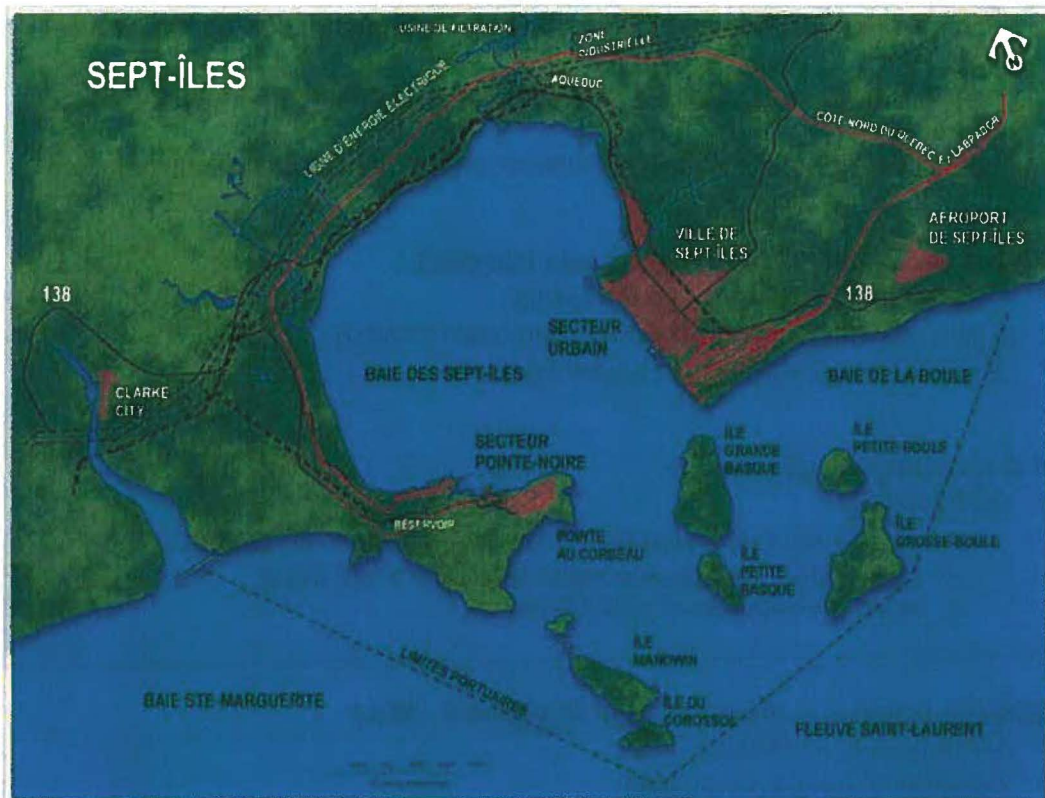 USINE DE FILTRATION
SEPT-ÎLES
ZONE
INDUSTRIELLE
AQUEDUC
LIGNE D'ÉNERGIE ÉLECTRIQUE
CÔTE NORD DU QUÉBEC ET LABRADOR
AÉROPORT
DE SEPT-ÎLES
VILLE DE
SEPT-ÎLES
138
138
SECTEUR
URBAIN
BAIE DES SEPT-ÎLES
BAIE DE LA BOULE
CLARKE
CITY
SECTEUR
POINTE-NOIRE
ÎLE
GRANDE
BASQUE
ÎLE
PETITE-BOULE
RÉSERVOIR
POINTE
AU CORBEAU
ÎLE
PETITE
BASQUE
ÎLE
GROSSE-BOULE
LIMITES PORTUAIRES
ÎLE
MANOWIN
BAIE STE-MARGUERITE
ÎLE DU
COROSSOL
FLEUVE SAINT-LAURENT